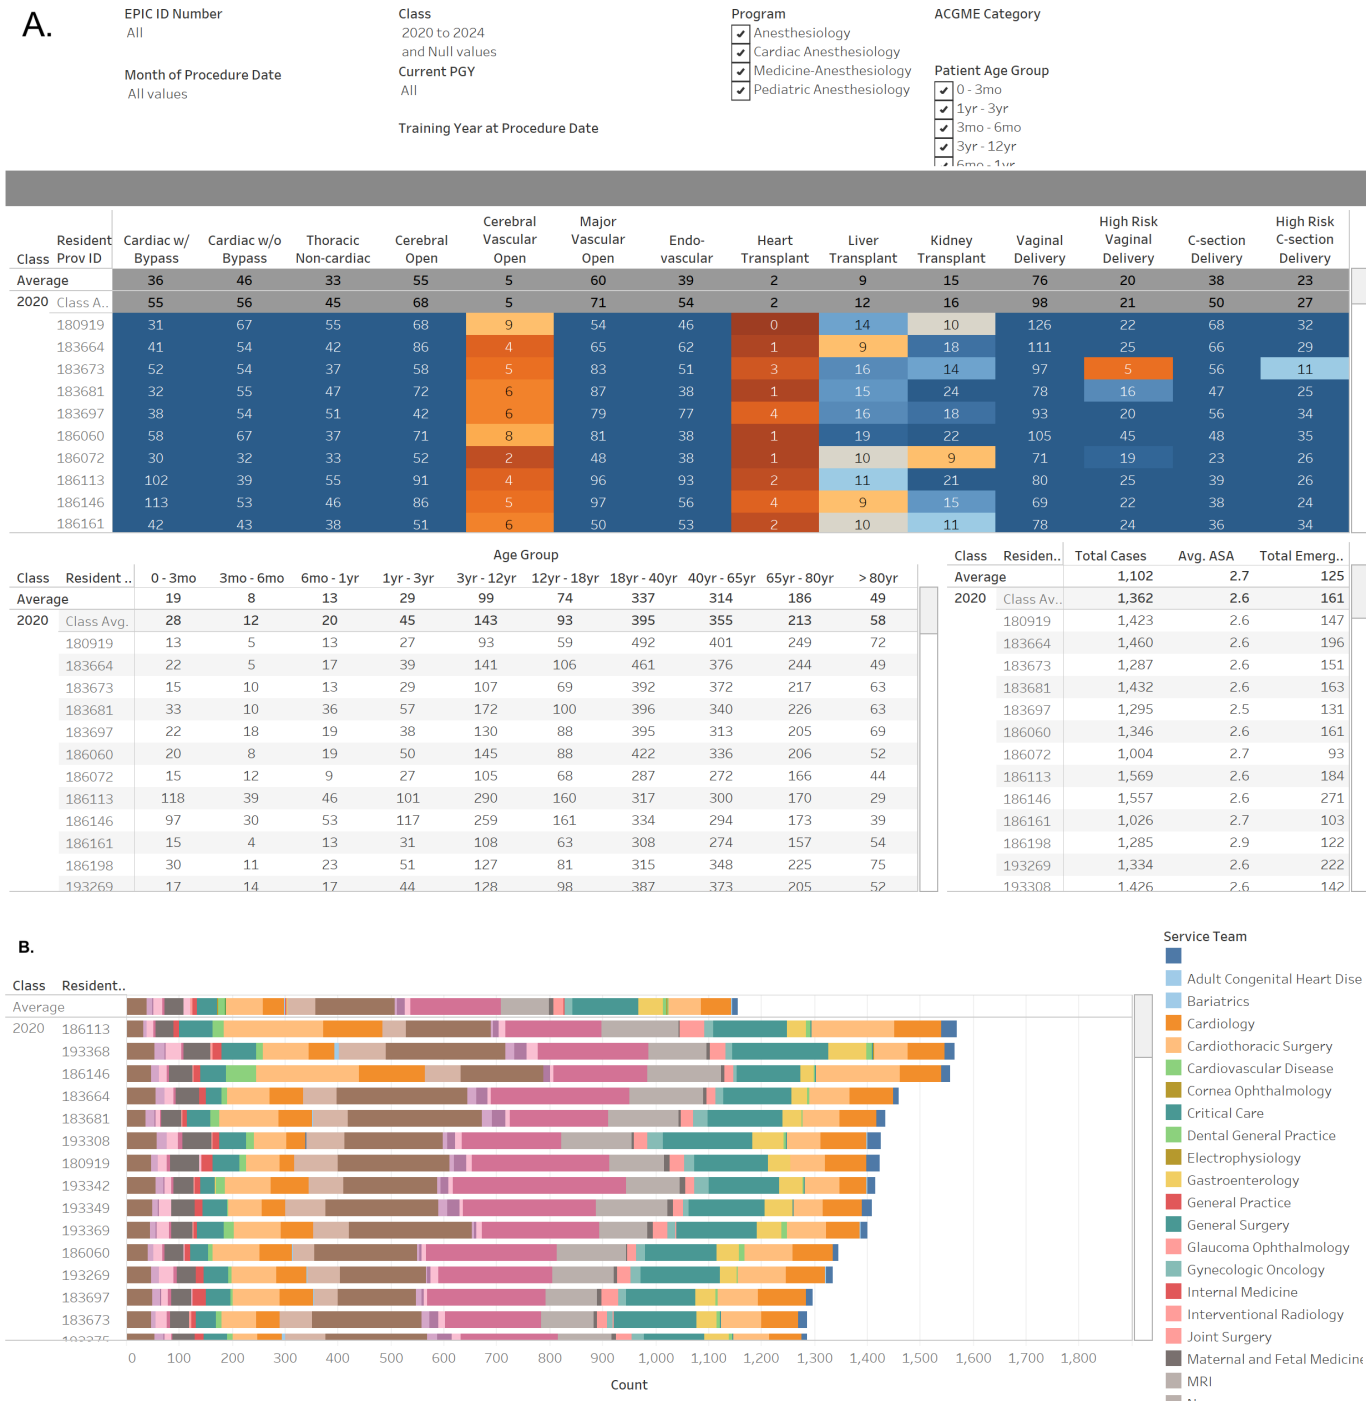 A.
EPIC ID Number
All
Month of Procedure Date
All values
Class
2020 to 2024
and Null values
Current PGY
All
Training Year at Procedure Date
Program
Anesthesiology
Cardiac Anesthesiology
Medicine-Anesthesiology
Pediatric Anesthesiology
ACGME Category
Patient Age Group
0 - 3mo
1yr - 3yr
3mo - 6mo
3yr - 12yr
6mo - 1yr
Class Resident Prov ID Cardiac w/ Bypass Cardiac w/o Bypass Thoracic Non-cardiac Cerebral Open Cerebral Vascular Open Major Vascular Open Endo-vascular Heart Transplant Liver Transplant Kidney Transplant Vaginal Delivery High Risk Vaginal Delivery C-section Delivery High Risk C-section Delivery
Average 36 46 33 55 5 60 39 2 9 15 76 20 38 23
2020 Class A.. 55 56 45 68 5 71 54 2 12 16 98 21 50 27
180919 31 67 55 68 9 54 46 0 14 10 126 22 68 32
183664 41 54 42 86 4 65 62 1 9 18 111 25 66 29
183673 52 54 37 58 5 83 51 3 16 14 97 5 56 11
183681 32 55 47 72 6 87 38 1 15 24 78 16 47 25
183697 38 54 51 42 6 79 77 4 16 18 93 20 56 34
186060 58 67 37 71 8 81 38 1 19 22 105 45 48 35
186072 30 32 33 52 2 48 38 1 10 9 71 19 23 26
186113 102 39 55 91 4 96 93 2 11 21 80 25 39 26
186146 113 53 46 86 5 97 56 4 9 15 69 22 38 24
186161 42 43 38 51 6 50 53 2 10 11 78 24 36 34
Age Group
Class Resident .. 0 - 3mo 3mo - 6mo 6mo - 1yr 1yr - 3yr 3yr - 12yr 12yr - 18yr 18yr - 40yr 40yr - 65yr 65yr - 80yr > 80yr
Average 19 8 13 29 99 74 337 314 186 49
2020 Class Avg. 28 12 20 45 143 93 395 355 213 58
180919 13 5 13 27 93 59 492 401 249 72
183664 22 5 17 39 141 106 461 376 244 49
183673 15 10 13 29 107 69 392 372 217 63
183681 33 10 36 57 172 100 396 340 226 63
183697 22 18 19 38 130 88 395 313 205 69
186060 20 8 19 50 145 88 422 336 206 52
186072 15 12 9 27 105 68 287 272 166 44
186113 118 39 46 101 290 160 317 300 170 29
186146 97 30 53 117 259 161 334 294 173 39
186161 15 4 13 31 108 63 308 274 157 54
186198 30 11 23 51 127 81 315 348 225 75
193269 17 14 17 44 128 98 387 373 205 52
Class Residen.. Total Cases Avg. ASA Total Emerg..
Average 1,102 2.7 125
2020 Class Av.. 1,362 2.6 161
180919 1,423 2.6 147
183664 1,460 2.6 196
183673 1,287 2.6 151
183681 1,432 2.6 163
183697 1,295 2.5 131
186060 1,346 2.6 161
186072 1,004 2.7 93
186113 1,569 2.6 184
186146 1,557 2.6 271
186161 1,026 2.7 103
186198 1,285 2.9 122
193269 1,334 2.6 222
193308 1,426 2.6 142
B.
Class Resident..
Average
2020 186113
193368
186146
183664
183681
193308
180919
193342
193349
193369
186060
193269
183697
183673
0 100 200 300 400 500 600 700 800 900 1,000 1,100 1,200 1,300 1,400 1,500 1,600 1,700 1,800
Count
Service Team
Adult Congenital Heart Dise
Bariatrics
Cardiology
Cardiothoracic Surgery
Cardiovascular Disease
Cornea Ophthalmology
Critical Care
Dental General Practice
Electrophysiology
Gastroenterology
General Practice
General Surgery
Glaucoma Ophthalmology
Gynecologic Oncology
Internal Medicine
Interventional Radiology
Joint Surgery
Maternal and Fetal Medicine
MRI